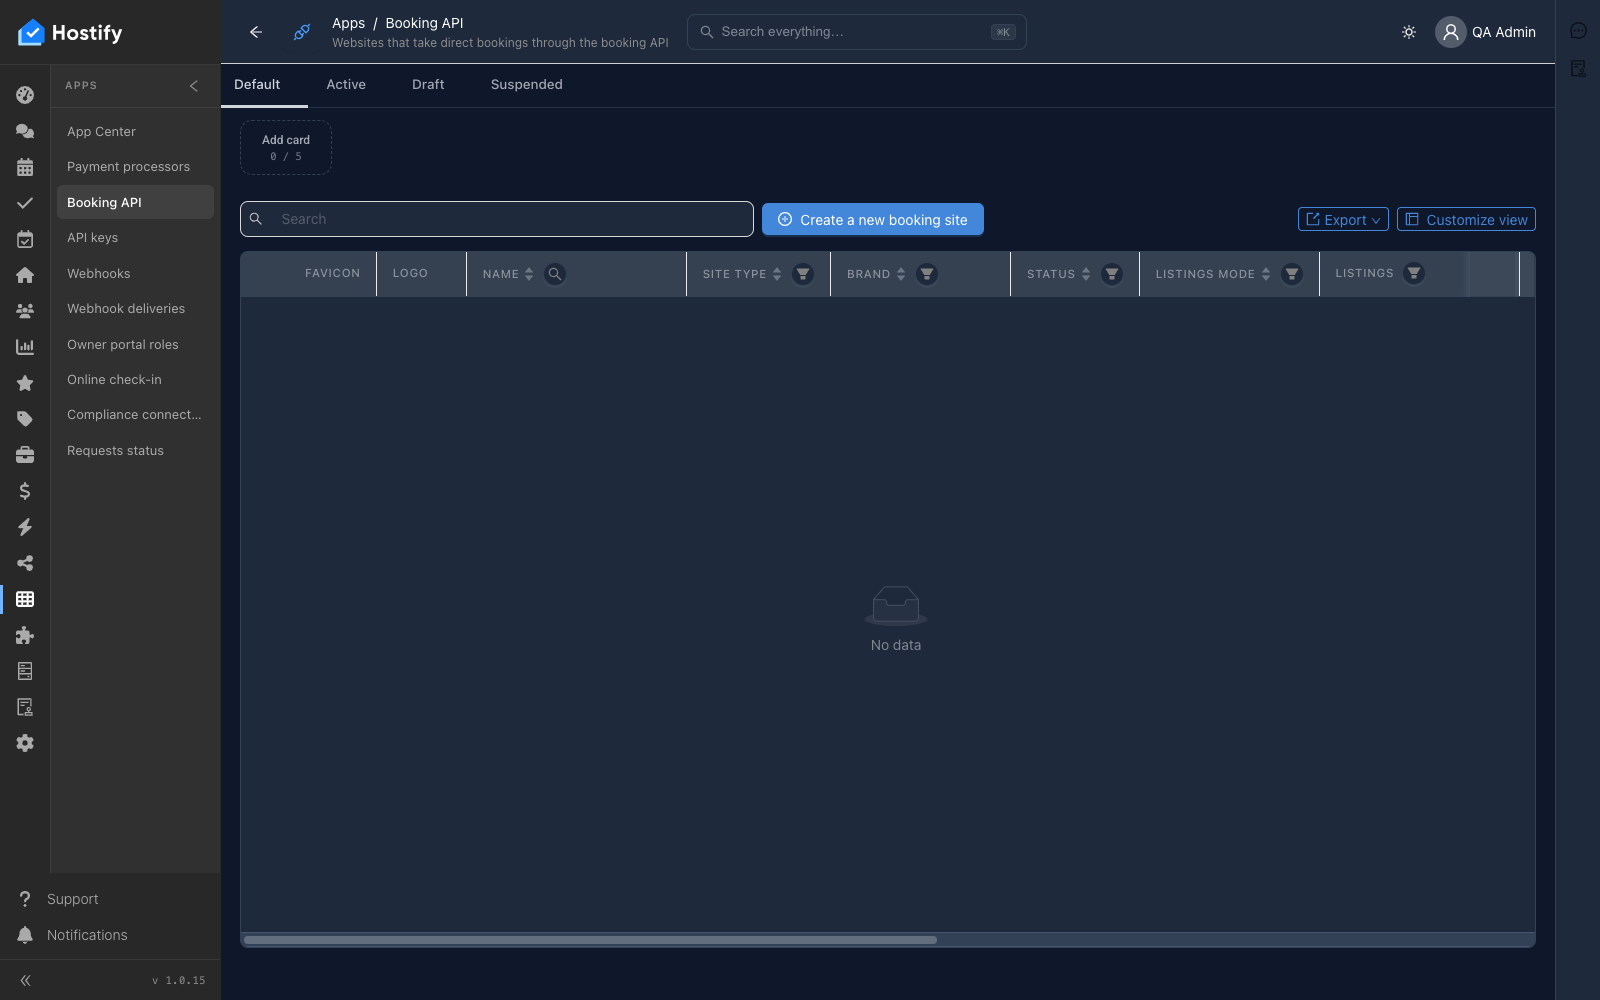 Hostify
Apps / Booking API
Websites that take direct bookings through the booking API
Search everything...
⌘K
QA Admin
APPS
App Center
Payment processors
Booking API
API keys
Webhooks
Webhook deliveries
Owner portal roles
Online check-in
Compliance connect...
Requests status
Support
Notifications
v 1.0.15
Default
Active
Draft
Suspended
Add card
0 / 5
Search
Create a new booking site
Export
Customize view
FAVICON
LOGO
NAME
SITE TYPE
BRAND
STATUS
LISTINGS MODE
LISTINGS
No data